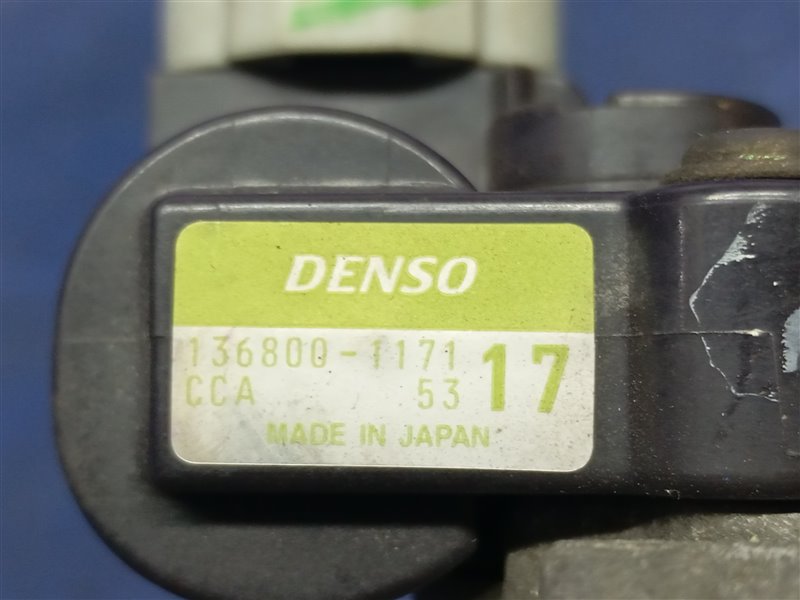 DENSO
136800-1171
CCA 53 17
MADE IN JAPAN